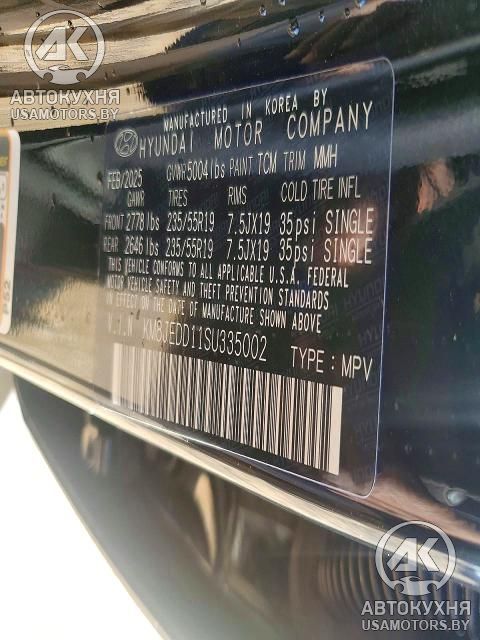 АК
АВТОКУХНЯ
USAMOTORS.BY
MANUFACTURED IN KOREA BY
HYUNDAI MOTOR COMPANY
FEB/2025 GVWR 5004lbs PAINT TCM TRIM MMH
GAWR TIRES RIMS COLD TIRE INFL
FRONT 2778 lbs 235/55R19 7.5JX19 35psi SINGLE
REAR 2646 lbs 235/55R19 7.5JX19 35psi SINGLE
THIS VEHICLE CONFORMS TO ALL APPLICABLE U.S.A. FEDERAL
MOTOR VEHICLE SAFETY AND THEFT PREVENTION STANDARDS
IN EFFECT ON THE DATE OF MANUFACTURE SHOWN ABOVE.
V.I.N KM8JEDD11SU335002
TYPE : MPV
P52
АК
АВТОКУХНЯ
USAMOTORS.BY